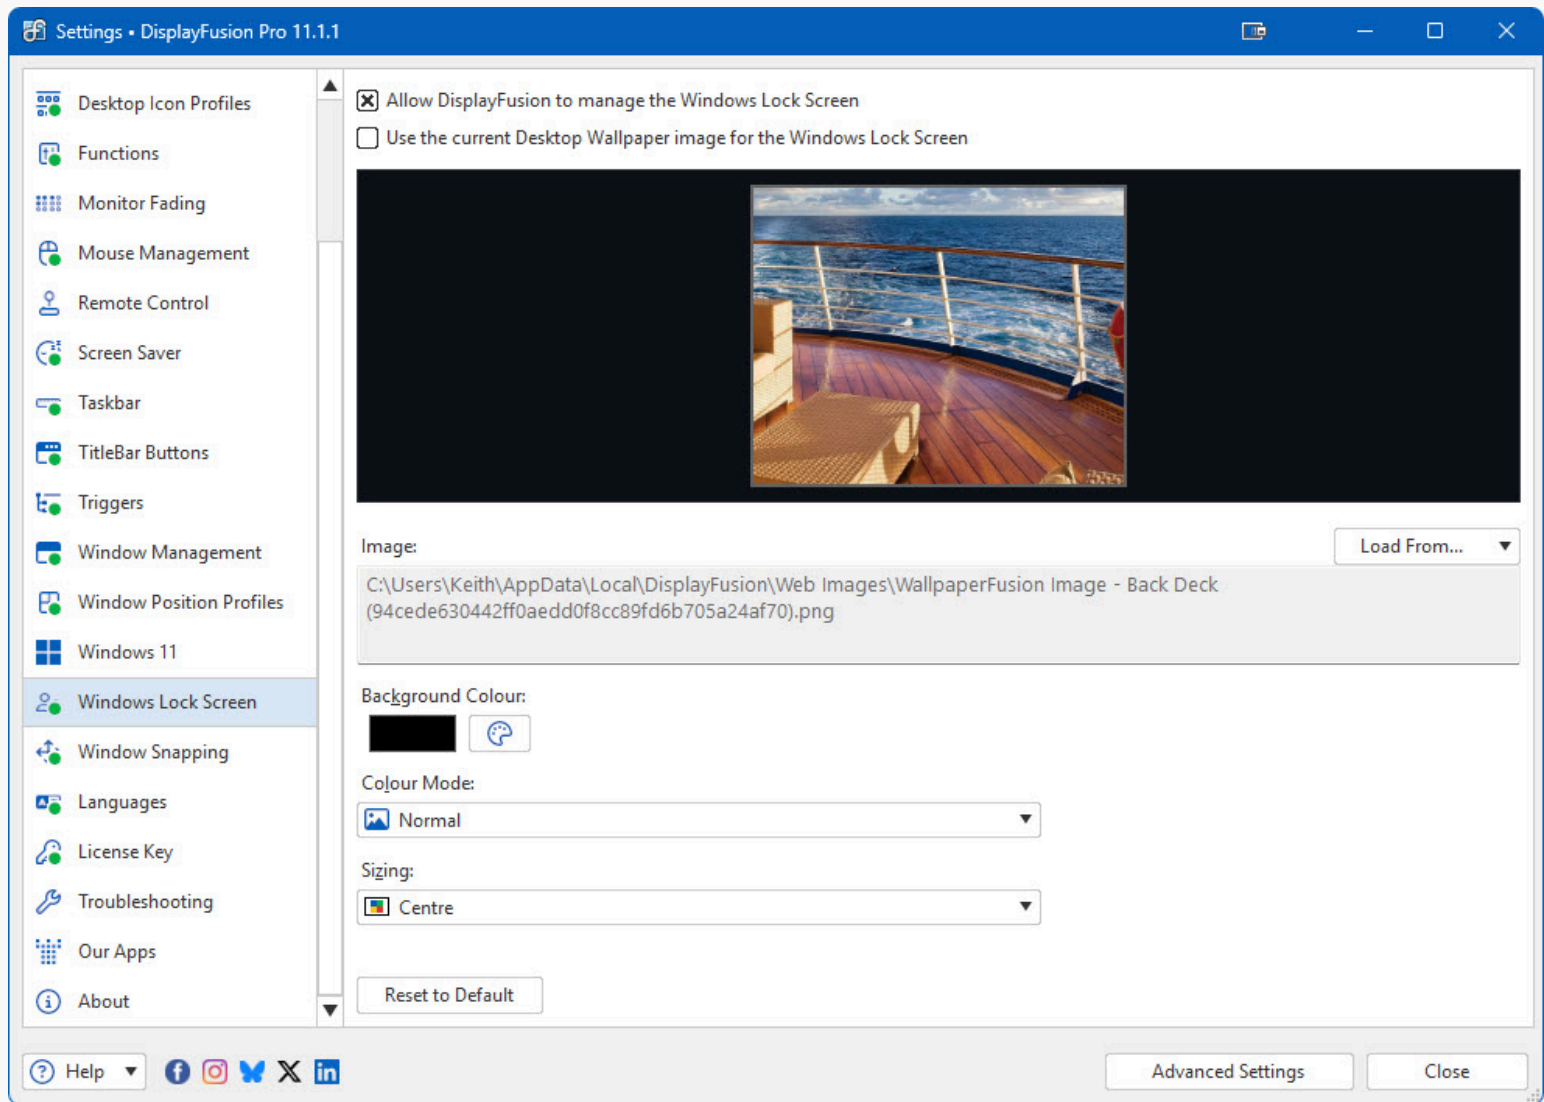 Settings • DisplayFusion Pro 11.1.1
Desktop Icon Profiles
Functions
Monitor Fading
Mouse Management
Remote Control
Screen Saver
Taskbar
TitleBar Buttons
Triggers
Window Management
Window Position Profiles
Windows 11
Windows Lock Screen
Window Snapping
Languages
License Key
Troubleshooting
Our Apps
About
Allow DisplayFusion to manage the Windows Lock Screen
Use the current Desktop Wallpaper image for the Windows Lock Screen
Image:
Load From...
C:\Users\Keith\AppData\Local\DisplayFusion\Web Images\WallpaperFusion Image - Back Deck
(94cede630442ff0aedd0f8cc89fd6b705a24af70).png
Background Colour:
Colour Mode:
Normal
Sizing:
Centre
Reset to Default
Help
Advanced Settings
Close